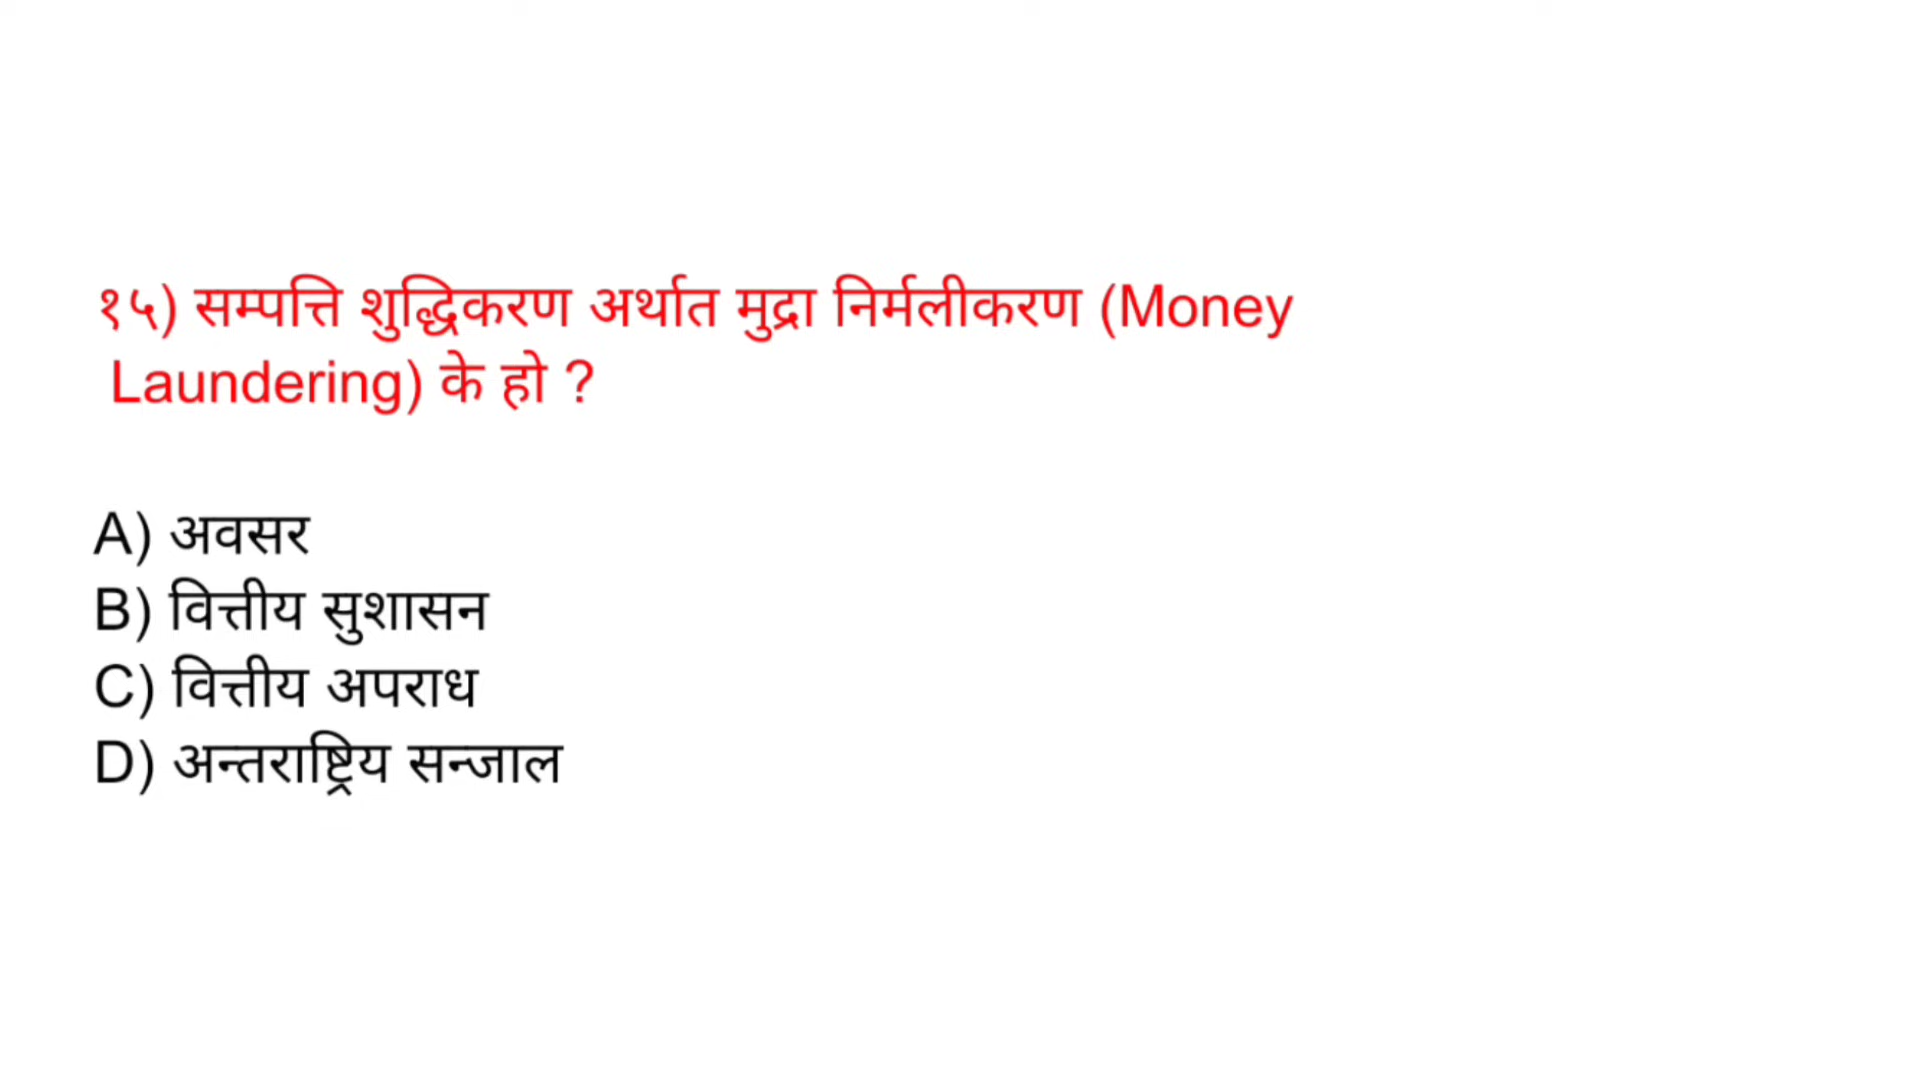 १५) सम्पत्ति शुद्धिकरण अर्थात मुद्रा निर्मलीकरण (Money
Laundering) के हो ?
A) अवसर
B) वित्तीय सुशासन
C) वित्तीय अपराध
D) अन्तराष्ट्रिय सन्जाल